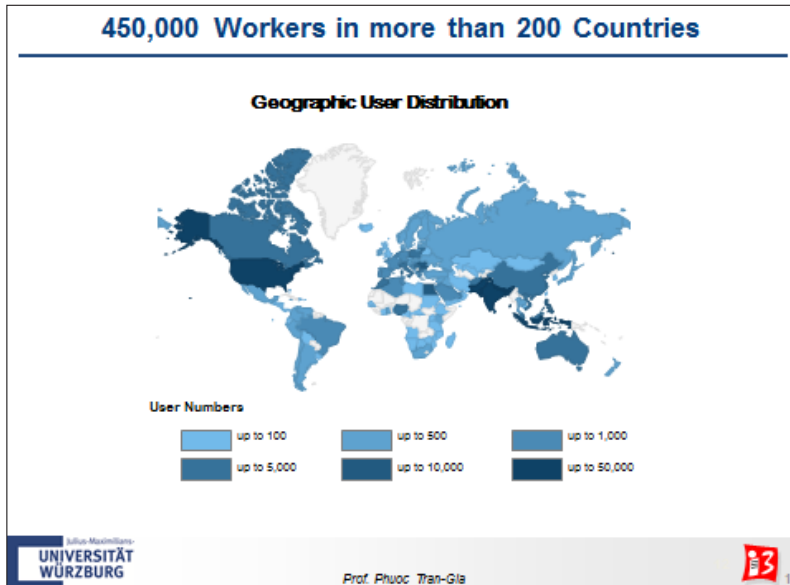 450,000 Workers in more than 200 Countries
Geographic User Distribution
User Numbers
up to 100
up to 500
up to 1,000
up to 5,000
up to 10,000
up to 50,000
Julius-Maximilians-
UNIVERSITÄT
WÜRZBURG
Prof. Phuoc Tran-Gia
i3
1